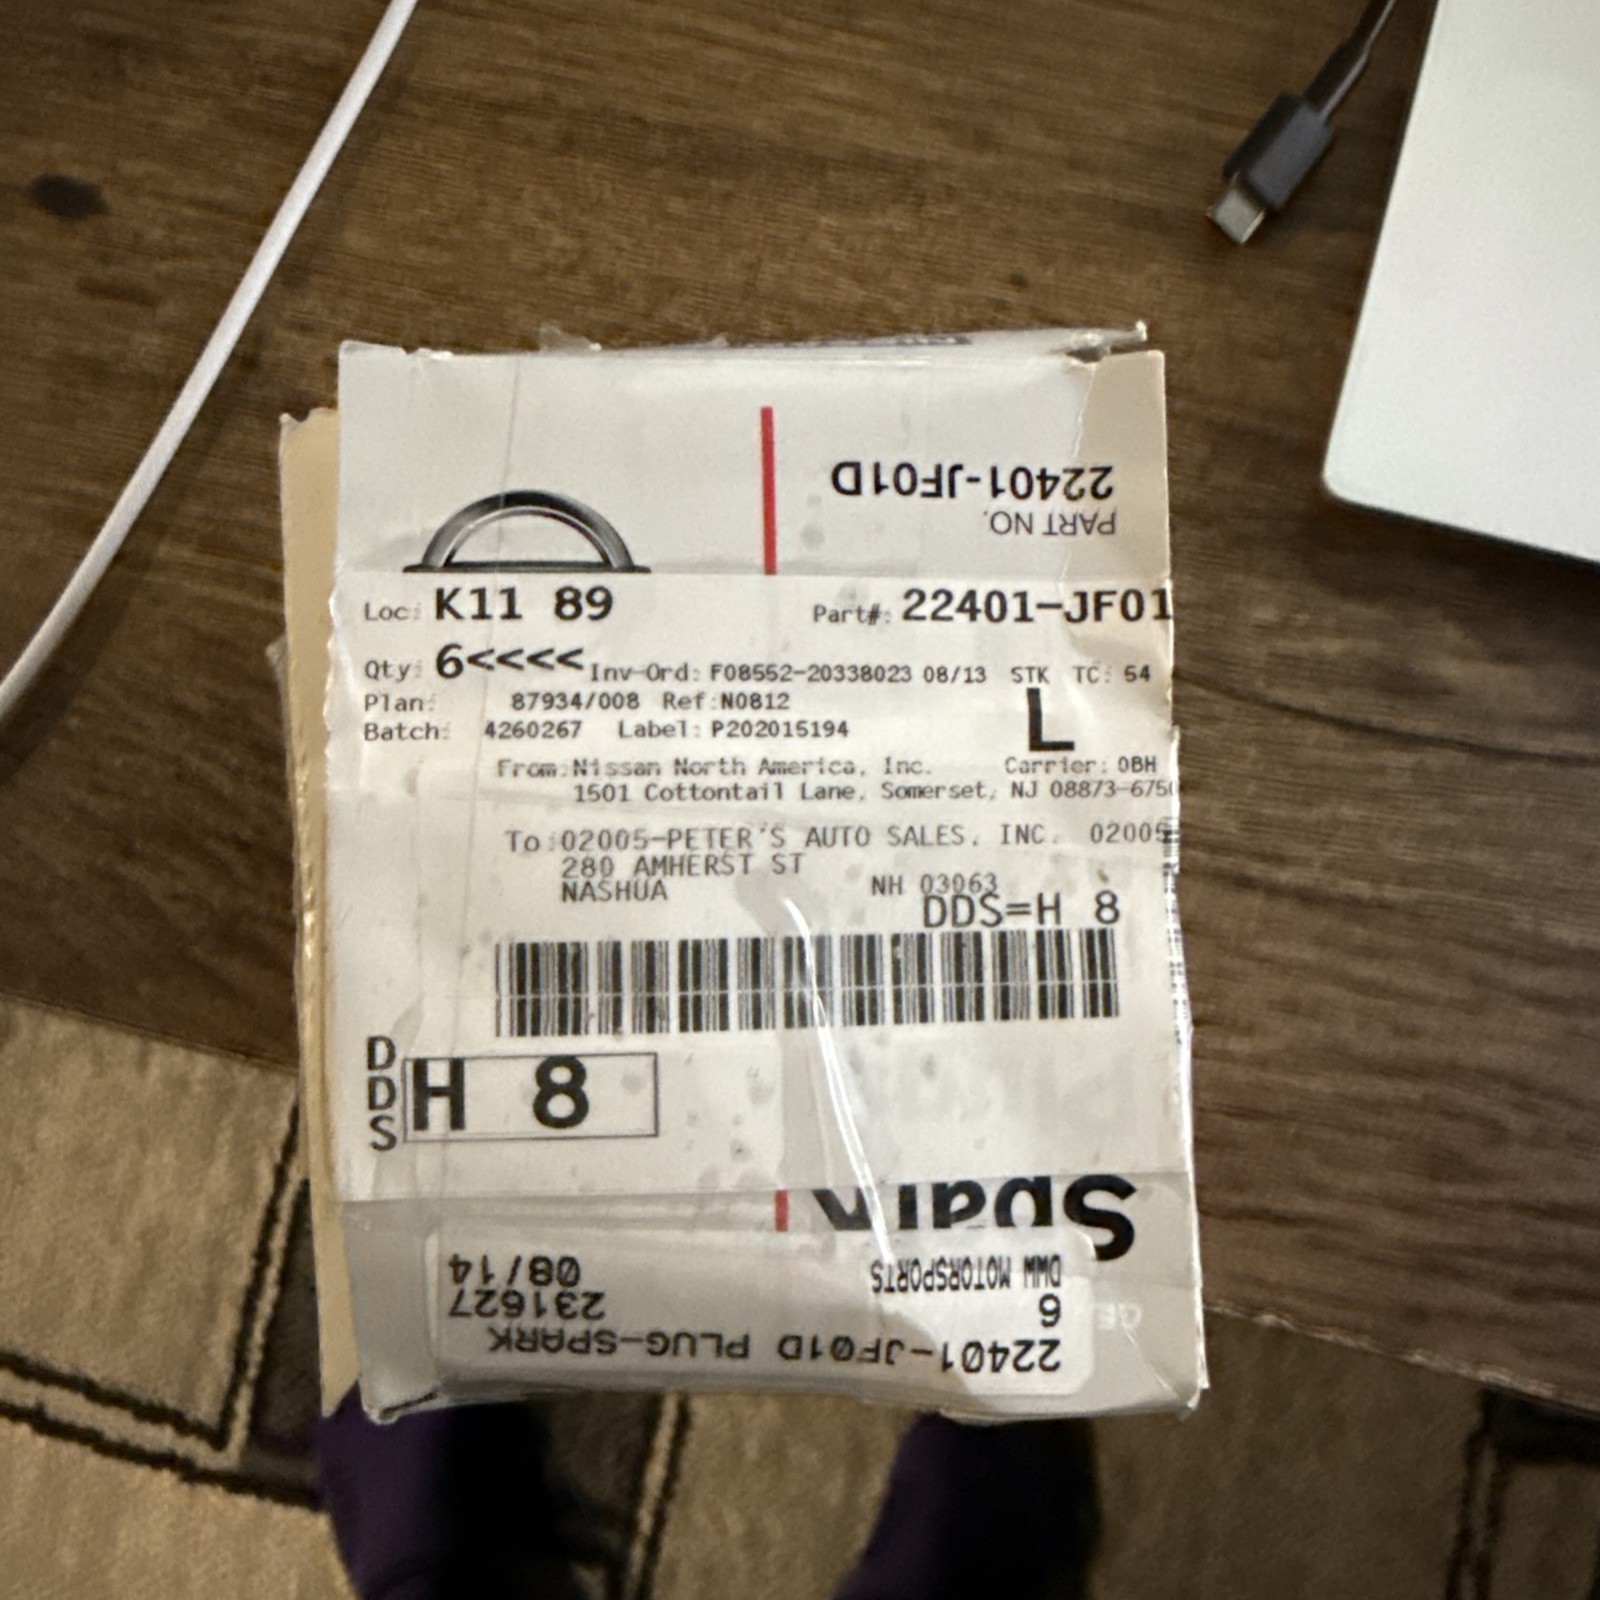 22401-JF01D
PART NO.
Loc: K11 89 Part#: 22401-JF01
Qty: 6<<<< Inv-Ord: F08552-20338023 08/13 STK TC: 54
Plan: 87934/008 Ref:N0812
L
Batch: 4260267 Label: P202015194
From:Nissan North America, Inc. Carrier: OBH
1501 Cottontail Lane, Somerset, NJ 08873-675
To:02005-PETER'S AUTO SALES, INC. 02005
280 AMHERST ST
NASHUA NH 03063
DDS=H 8
DDS
H 8
Spark
22401-JF01D PLUG-SPARK
6 231627
DWW MOTORSPORTS 08/14